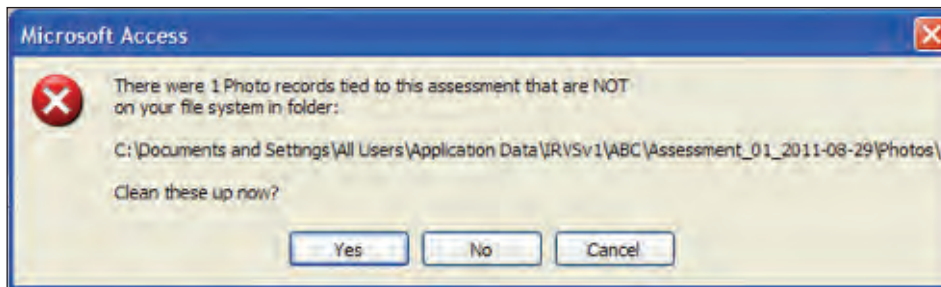 Microsoft Access
There were 1 Photo records tied to this assessment that are NOT
on your file system in folder:
C:\Documents and Settings\All Users\Application Data\IRVSv1\ABC\Assessment_01_2011-08-29\Photos\
Clean these up now?
Yes
No
Cancel